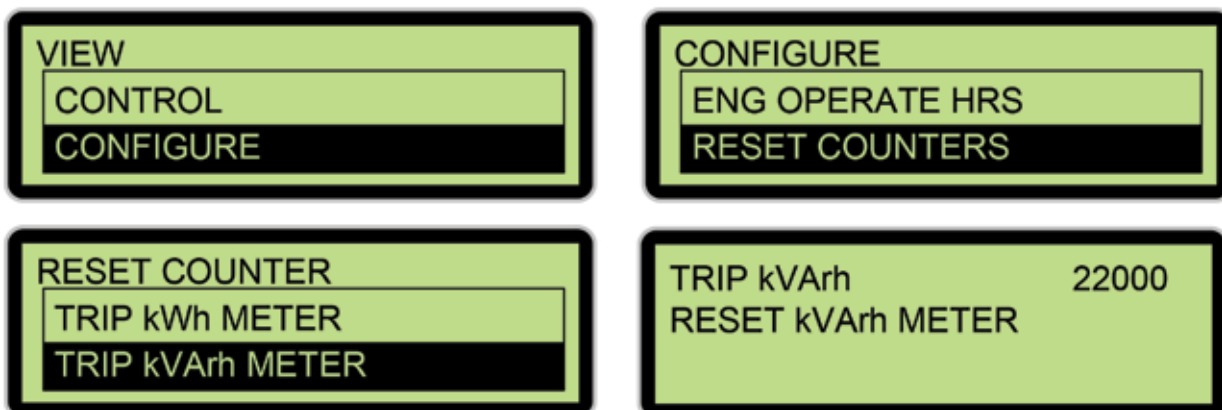 VIEW
CONTROL
CONFIGURE
CONFIGURE
ENG OPERATE HRS
RESET COUNTERS
RESET COUNTER
TRIP kWh METER
TRIP kVArh METER
TRIP kVArh 22000
RESET kVArh METER